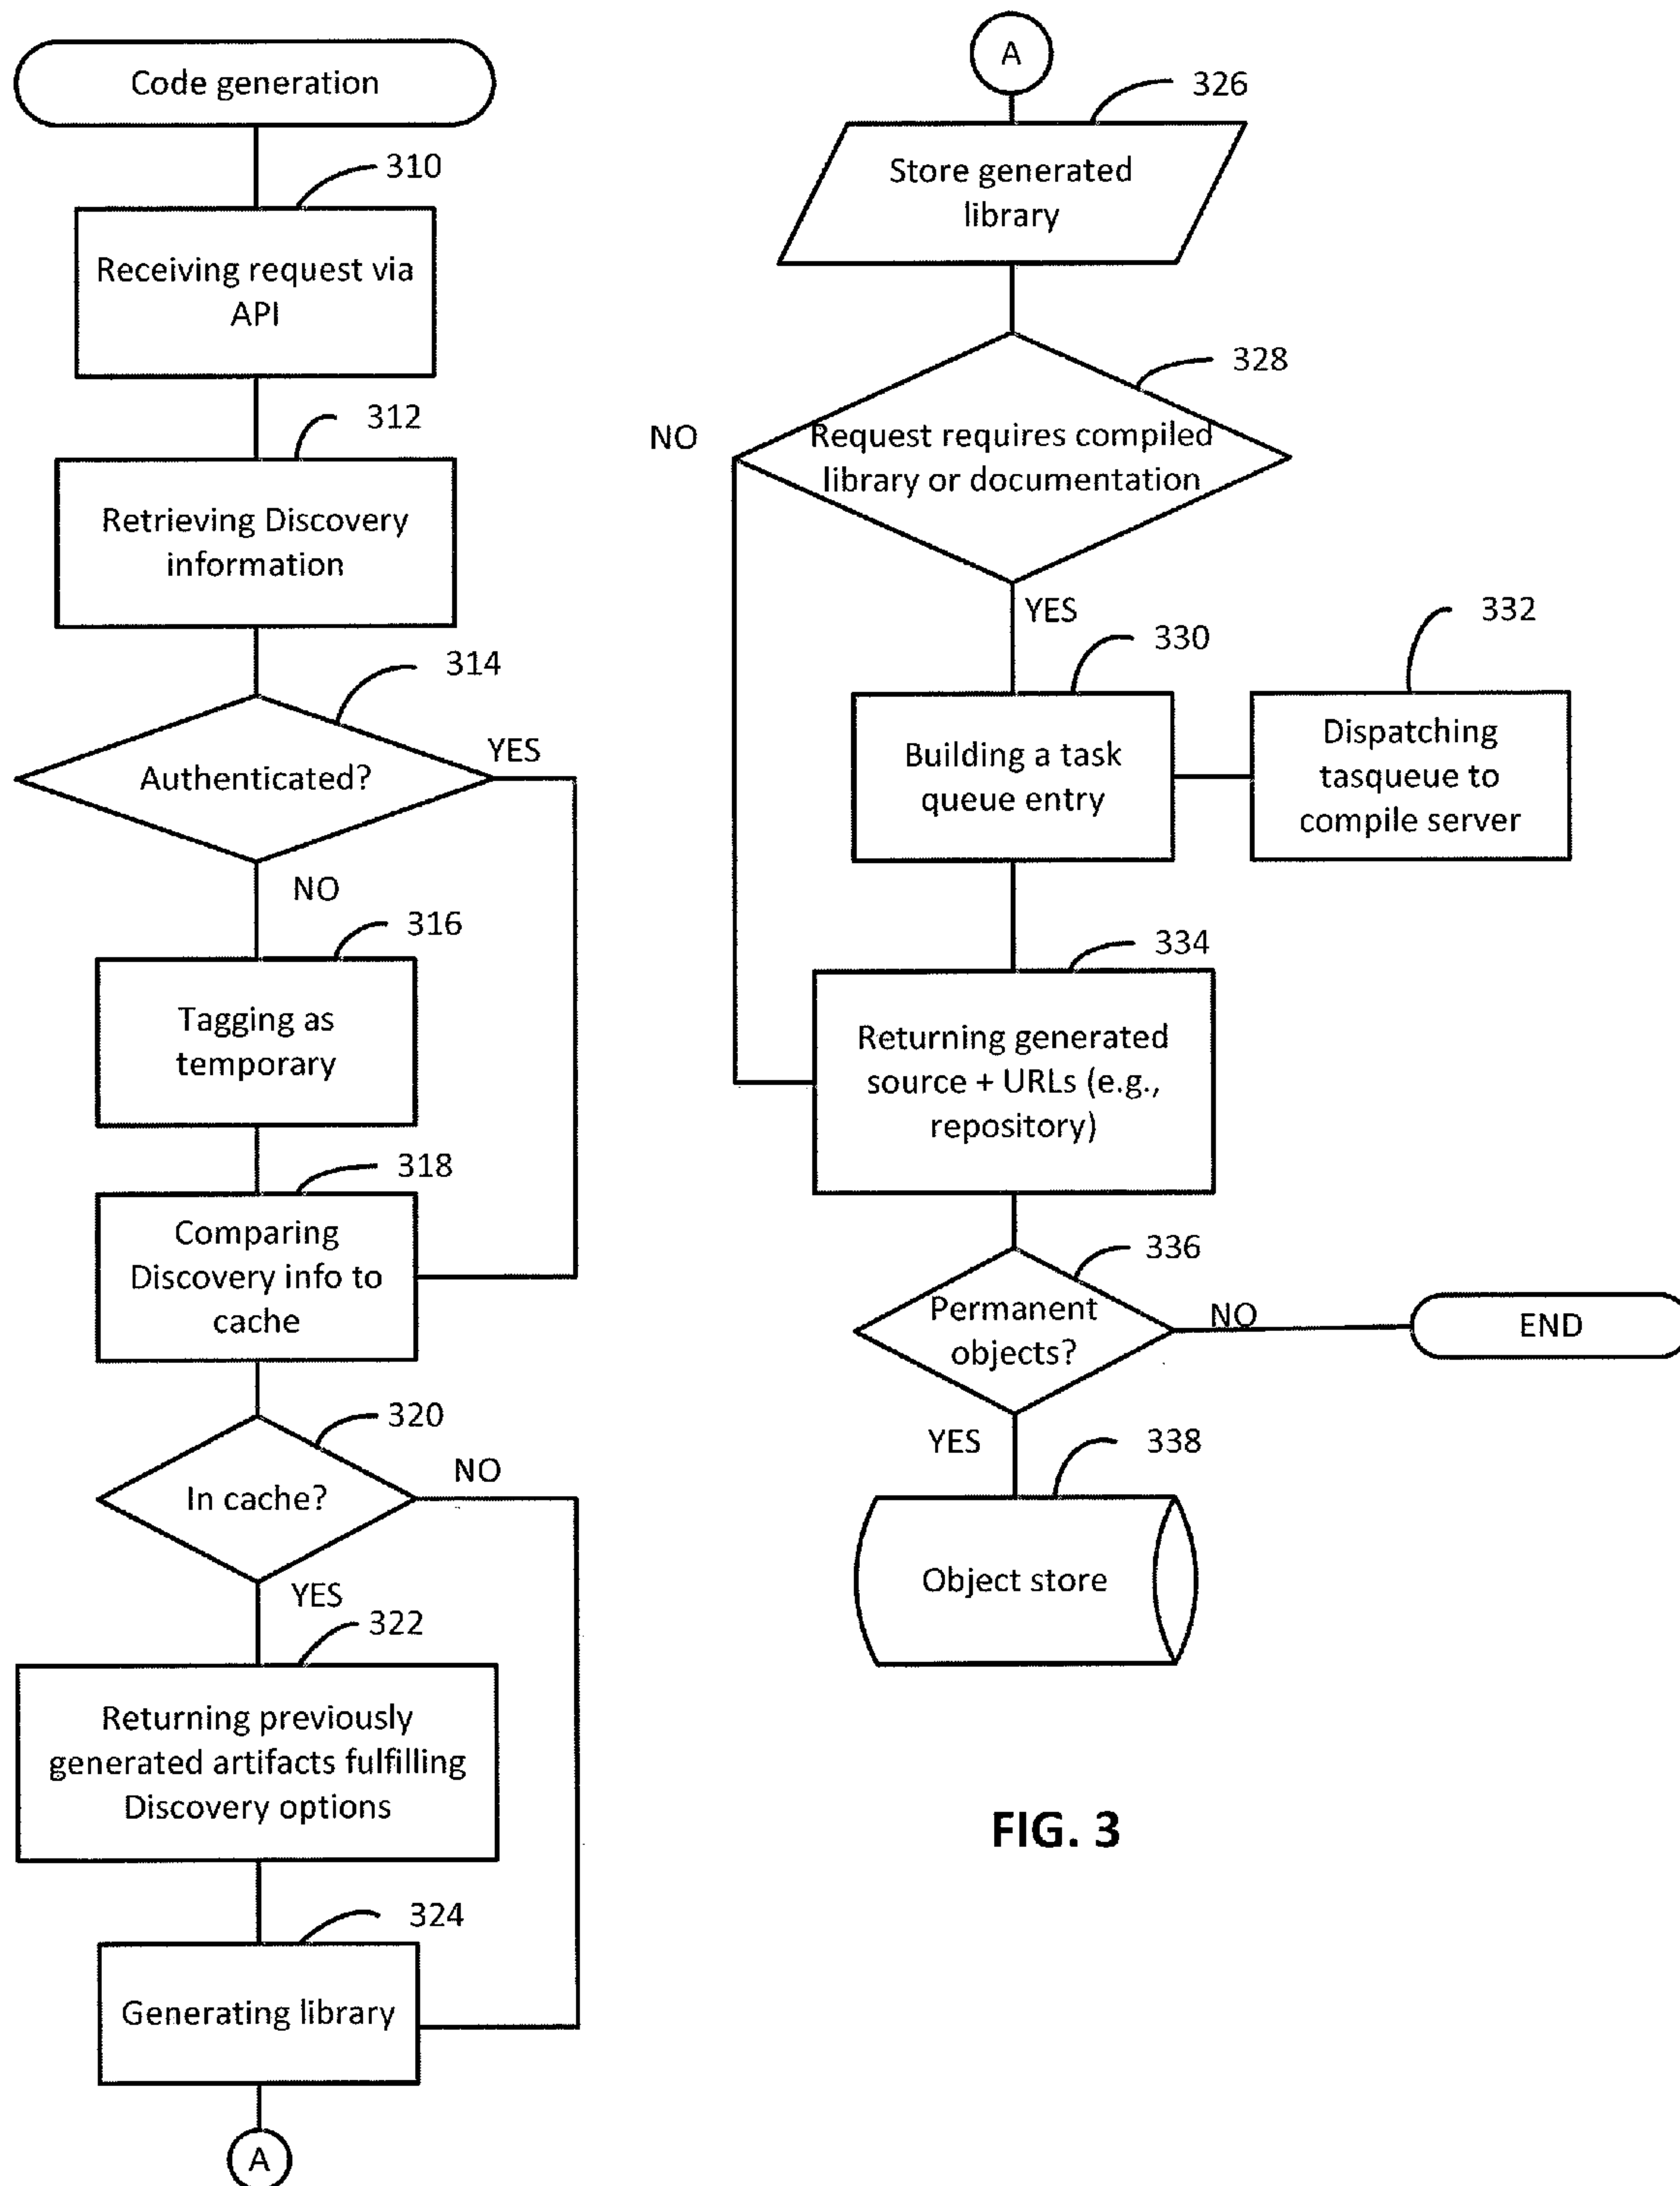 Code generation
310
Receiving request via
API
312
Retrieving Discovery
information
314
Authenticated?
YES
NO
316
Tagging as
temporary
318
Comparing
Discovery info to
cache
320
In cache?
NO
YES
322
Returning previously
generated artifacts fulfilling
Discovery options
324
Generating library
A
A
326
Store generated
library
328
Request requires compiled
library or documentation
NO
YES
330
Building a task
queue entry
332
Dispatching
tasqueue to
compile server
334
Returning generated
source + URLs (e.g.,
repository)
336
Permanent
objects?
NO
END
YES
338
Object store
FIG. 3